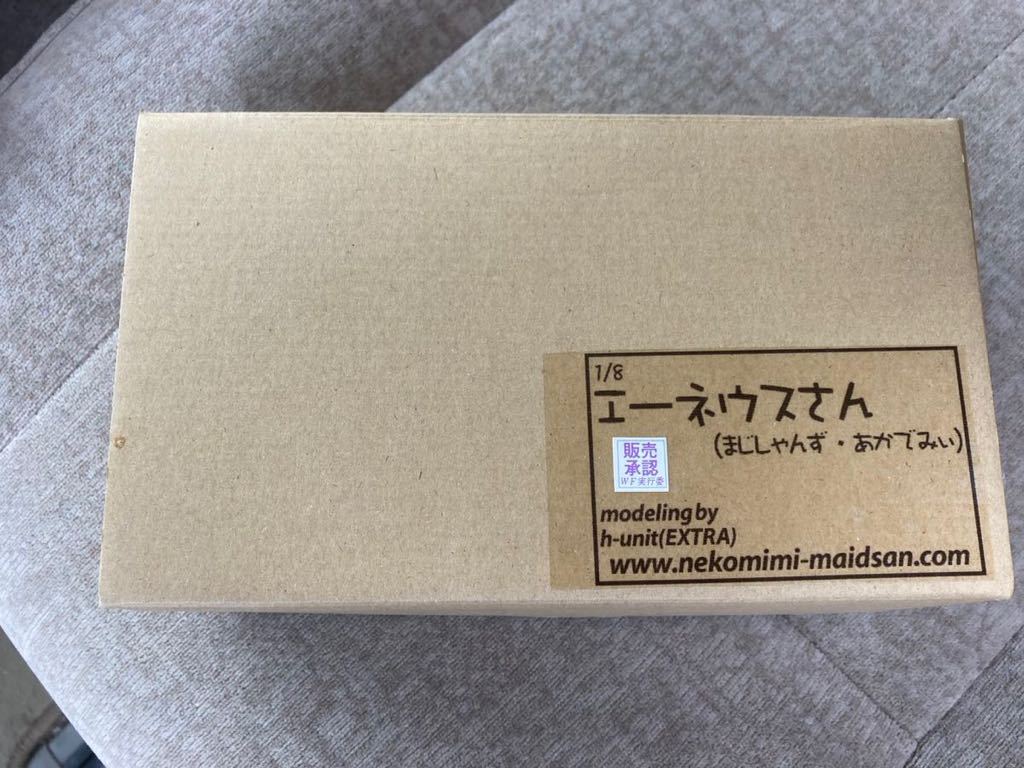 1/8
エーネウスさん
(まじしゃんず・あかでみぃ)
販売
承認
WF実行委
modeling by
h-unit(EXTRA)
www.nekomimi-maidsan.com